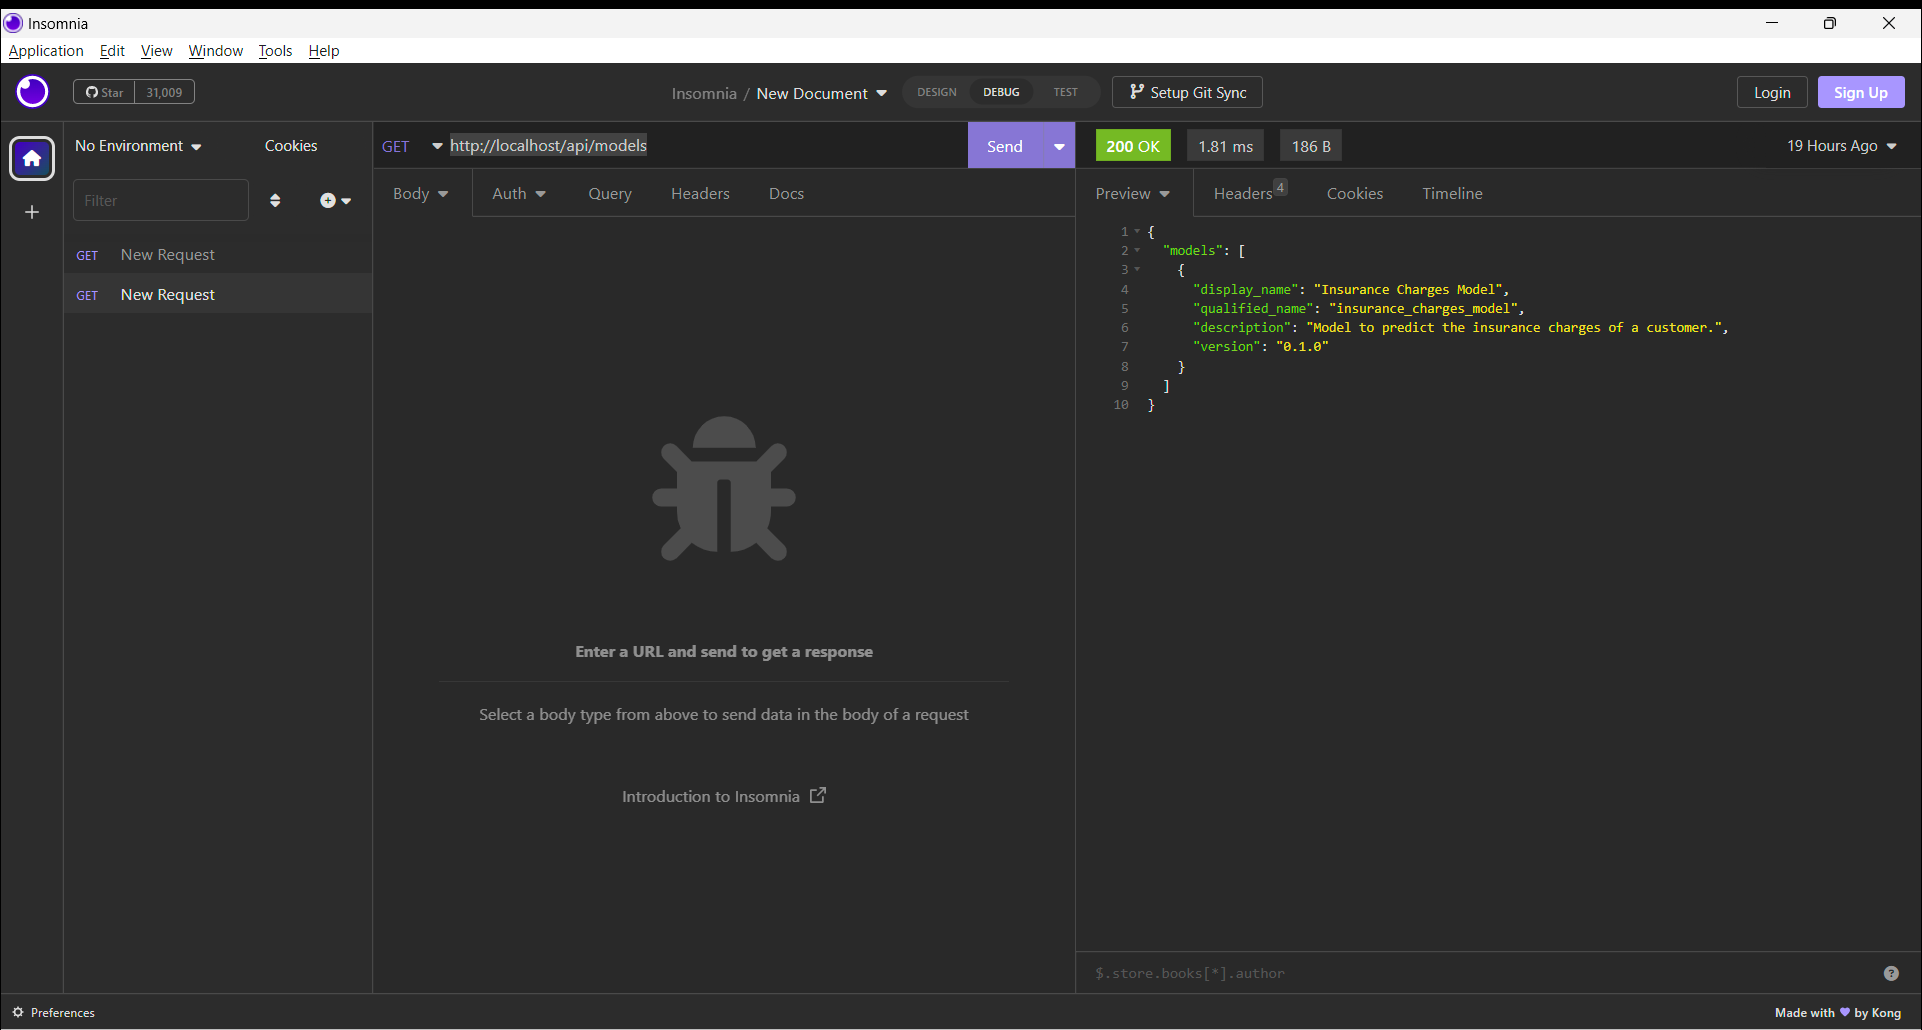 Insomnia
Application Edit View Window Tools Help
Star 31,009
Insomnia / New Document
DESIGN DEBUG TEST
Setup Git Sync
Login Sign Up
No Environment Cookies
GET http://localhost/api/models
Send
200 OK 1.81 ms 186 B
19 Hours Ago
Filter
+
Body Auth Query Headers Docs
Preview Headers 4 Cookies Timeline
GET New Request
GET New Request
1 {
2 "models": [
3 {
4 "display_name": "Insurance Charges Model",
5 "qualified_name": "insurance_charges_model",
6 "description": "Model to predict the insurance charges of a customer.",
7 "version": "0.1.0"
8 }
9 ]
10 }
Enter a URL and send to get a response
Select a body type from above to send data in the body of a request
Introduction to Insomnia
$.store.books[*].author
?
Preferences
Made with ♥ by Kong